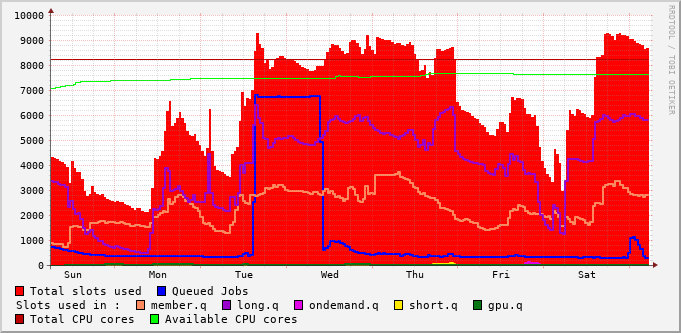 10000
9000
8000
7000
6000
5000
4000
3000
2000
1000
0
Sun Mon Tue Wed Thu Fri Sat
Total slots used Queued Jobs
Slots used in : member.q long.q ondemand.q short.q gpu.q
Total CPU cores Available CPU cores
RRDTOOL / TOBI OETIKER